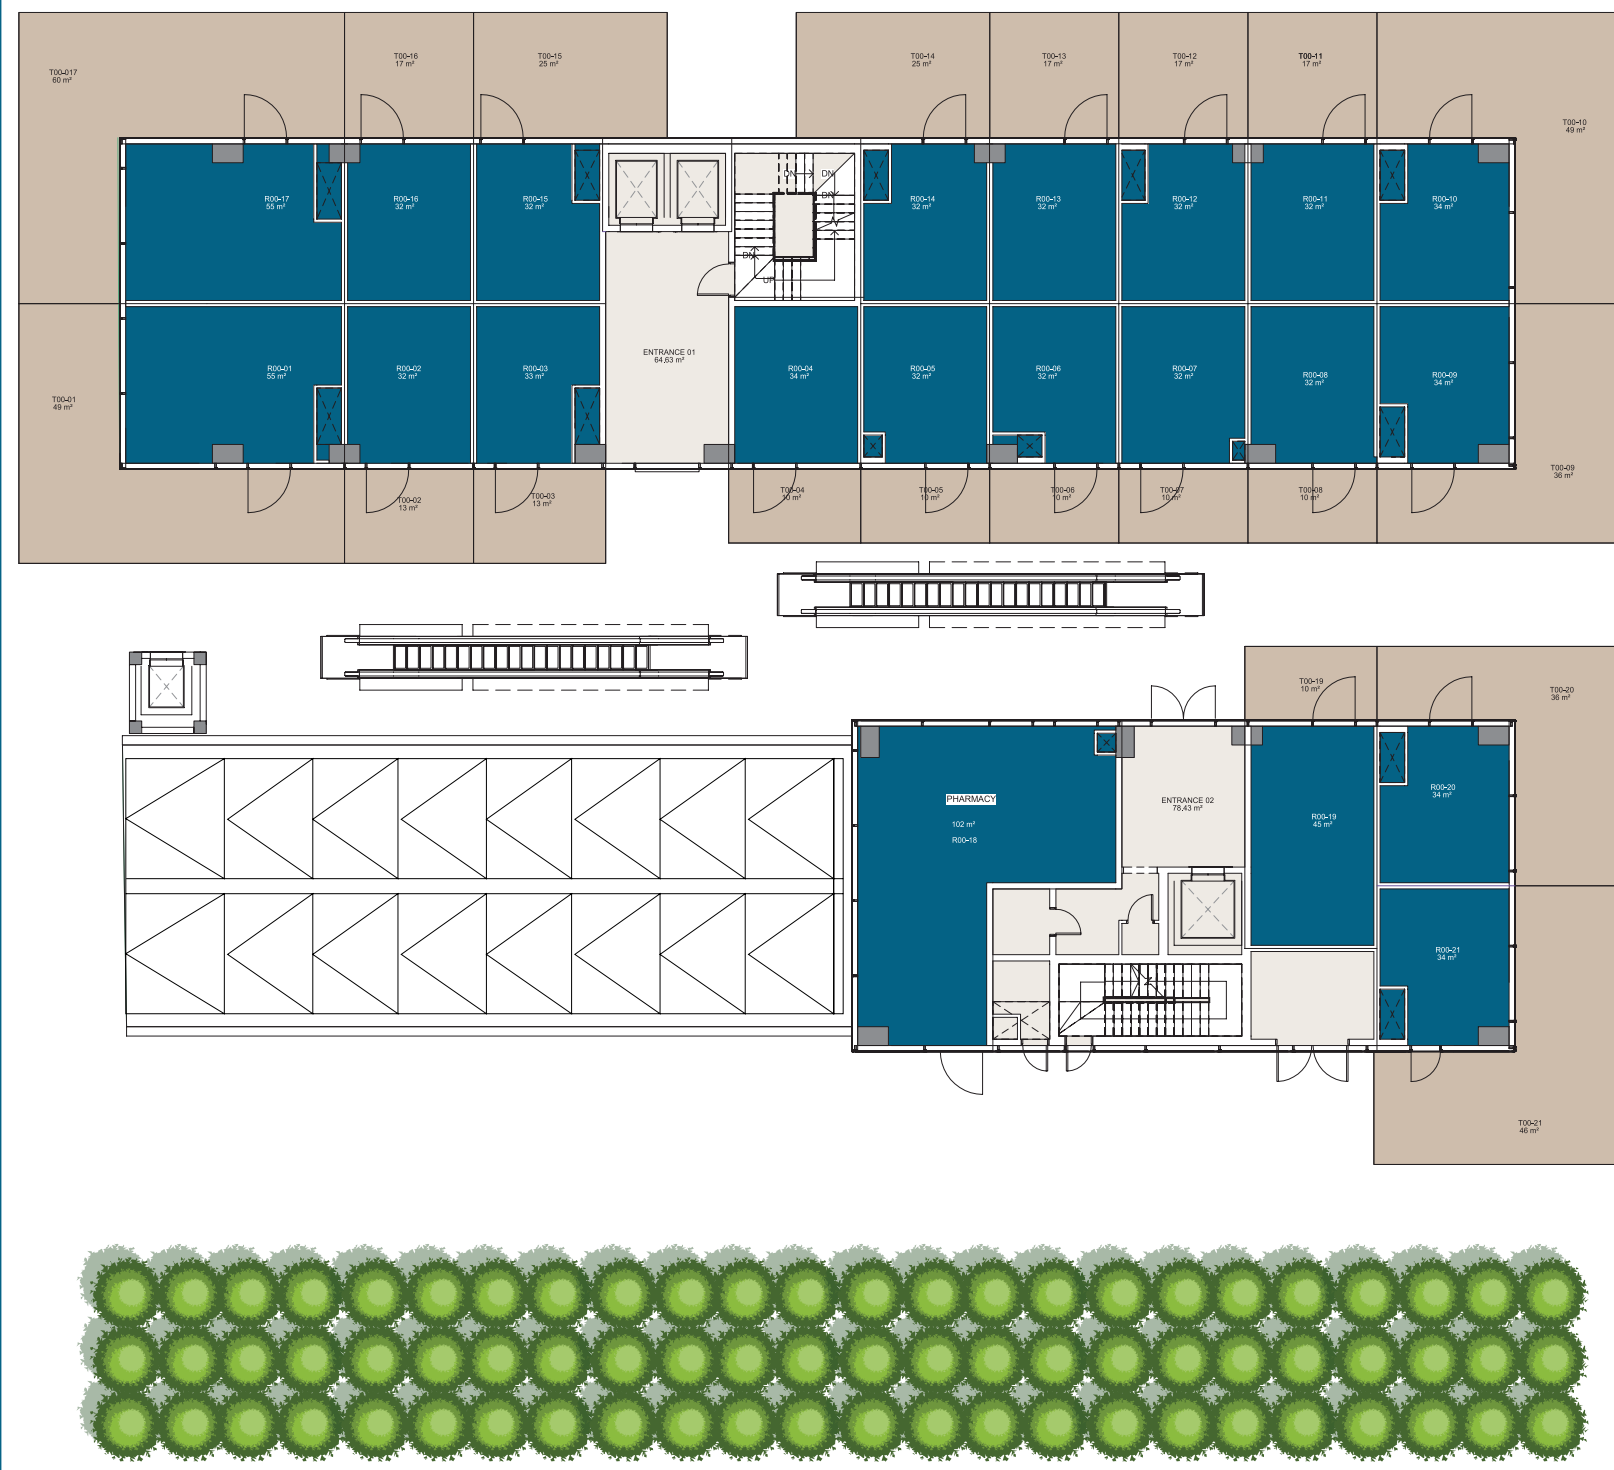 T00-017
60 m²
T00-16
17 m²
T00-15
25 m²
T00-14
25 m²
T00-13
17 m²
T00-12
17 m²
T00-11
17 m²
T00-10
49 m²
R00-17
55 m²
R00-16
32 m²
R00-15
32 m²
DN
DN
DN
DN
UP
R00-14
32 m²
R00-13
32 m²
R00-12
32 m²
R00-11
32 m²
R00-10
34 m²
T00-01
49 m²
R00-01
55 m²
R00-02
32 m²
R00-03
33 m²
ENTRANCE 01
64,63 m²
R00-04
34 m²
R00-05
32 m²
R00-06
32 m²
R00-07
32 m²
R00-08
32 m²
R00-09
34 m²
T00-02
13 m²
T00-03
13 m²
T00-04
10 m²
T00-05
10 m²
T00-06
10 m²
T00-07
10 m²
T00-08
10 m²
T00-09
36 m²
T00-19
10 m²
T00-20
36 m²
PHARMACY
102 m²
R00-18
ENTRANCE 02
78,43 m²
R00-19
45 m²
R00-20
34 m²
R00-21
34 m²
T00-21
46 m²